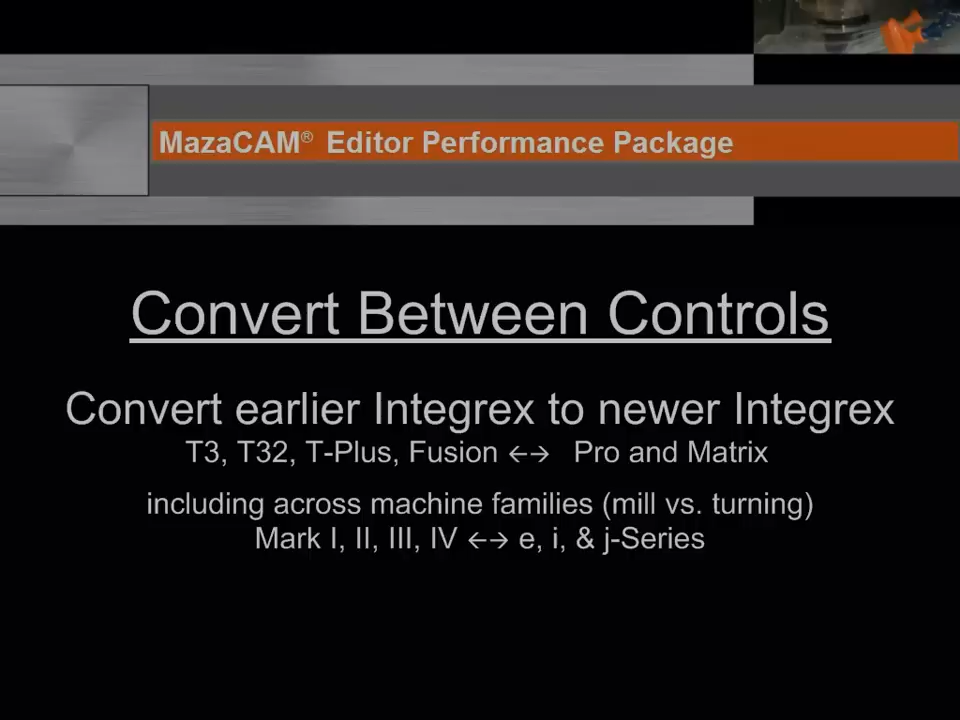 MazaCAM® Editor Performance Package
Convert Between Controls
Convert earlier Integrex to newer Integrex
T3, T32, T-Plus, Fusion ←→ Pro and Matrix
including across machine families (mill vs. turning)
Mark I, II, III, IV ←→ e, i, & j-Series